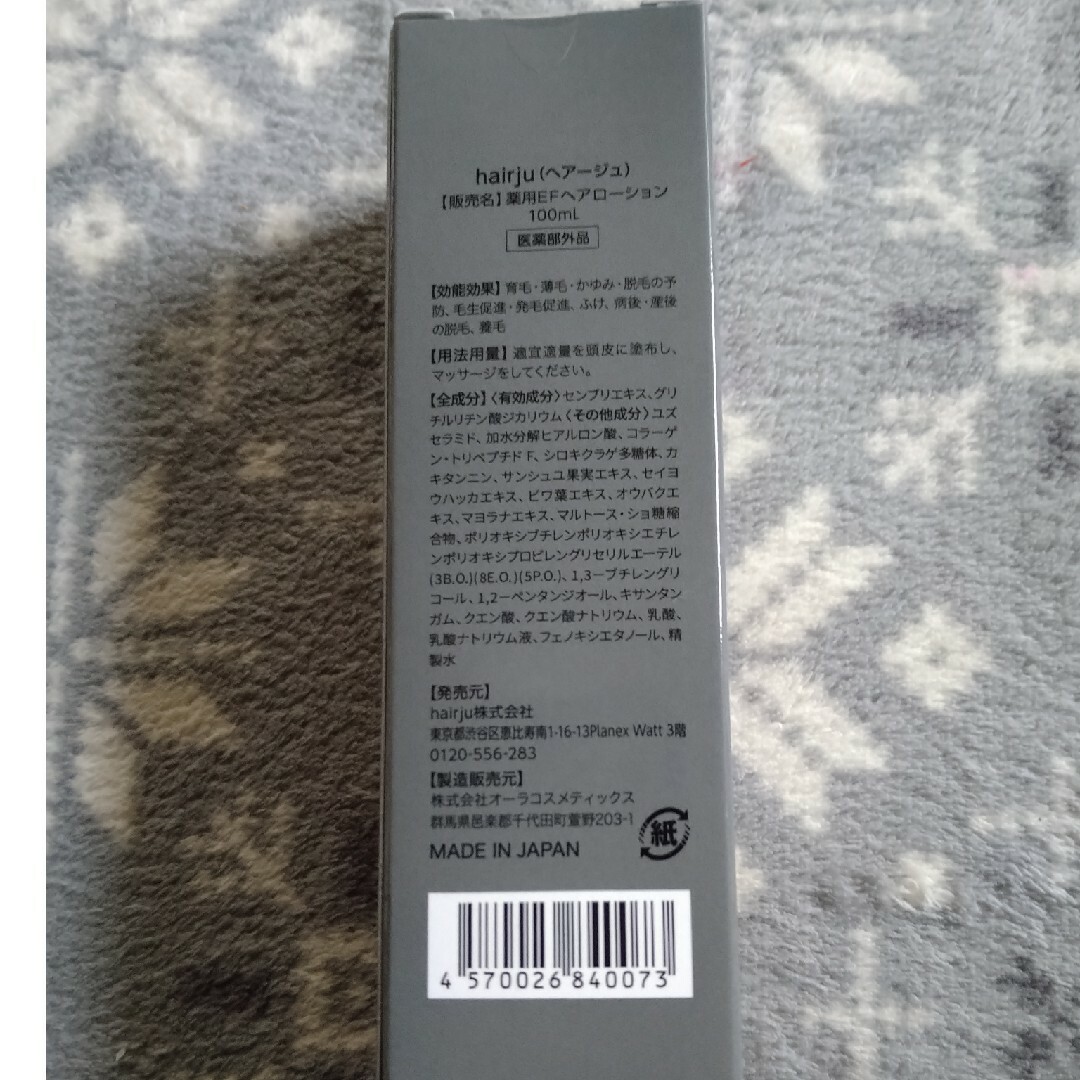 hairju(ヘアージュ)
【販売名】薬用EFヘアローション
100mL
医薬部外品
【効能効果】育毛・薄毛・かゆみ・脱毛の予
防、毛生促進・発毛促進、ふけ、病後・産後
の脱毛、養毛
【用法用量】適宜適量を頭皮に塗布し、
マッサージをしてください。
【全成分】〈有効成分〉センブリエキス、グリ
チルリチン酸ジカリウム〈その他成分〉ユズ
セラミド、加水分解ヒアルロン酸、コラーゲ
ン・トリペプチド F、シロキクラゲ多糖体、カ
キタンニン、サンシュユ果実エキス、セイヨ
ウハッカエキス、ビワ葉エキス、オウバクエ
キス、マヨラナエキス、マルトース・ショ糖縮
合物、ポリオキシブチレンポリオキシエチレ
ンポリオキシプロピレングリセリルエーテル
(3B.O.)(8E.O.)(5P.O.)、1,3ーブチレングリ
コール、1,2ーペンタンジオール、キサンタン
ガム、クエン酸、クエン酸ナトリウム、乳酸、
乳酸ナトリウム液、フェノキシエタノール、精
製水
【発売元】
hairju株式会社
東京都渋谷区恵比寿南1-16-13Planex Watt 3階
0120-556-283
【製造販売元】
株式会社オーラコスメティックス
群馬県邑楽郡千代田町萱野203-1
紙
MADE IN JAPAN
4 570026 840073